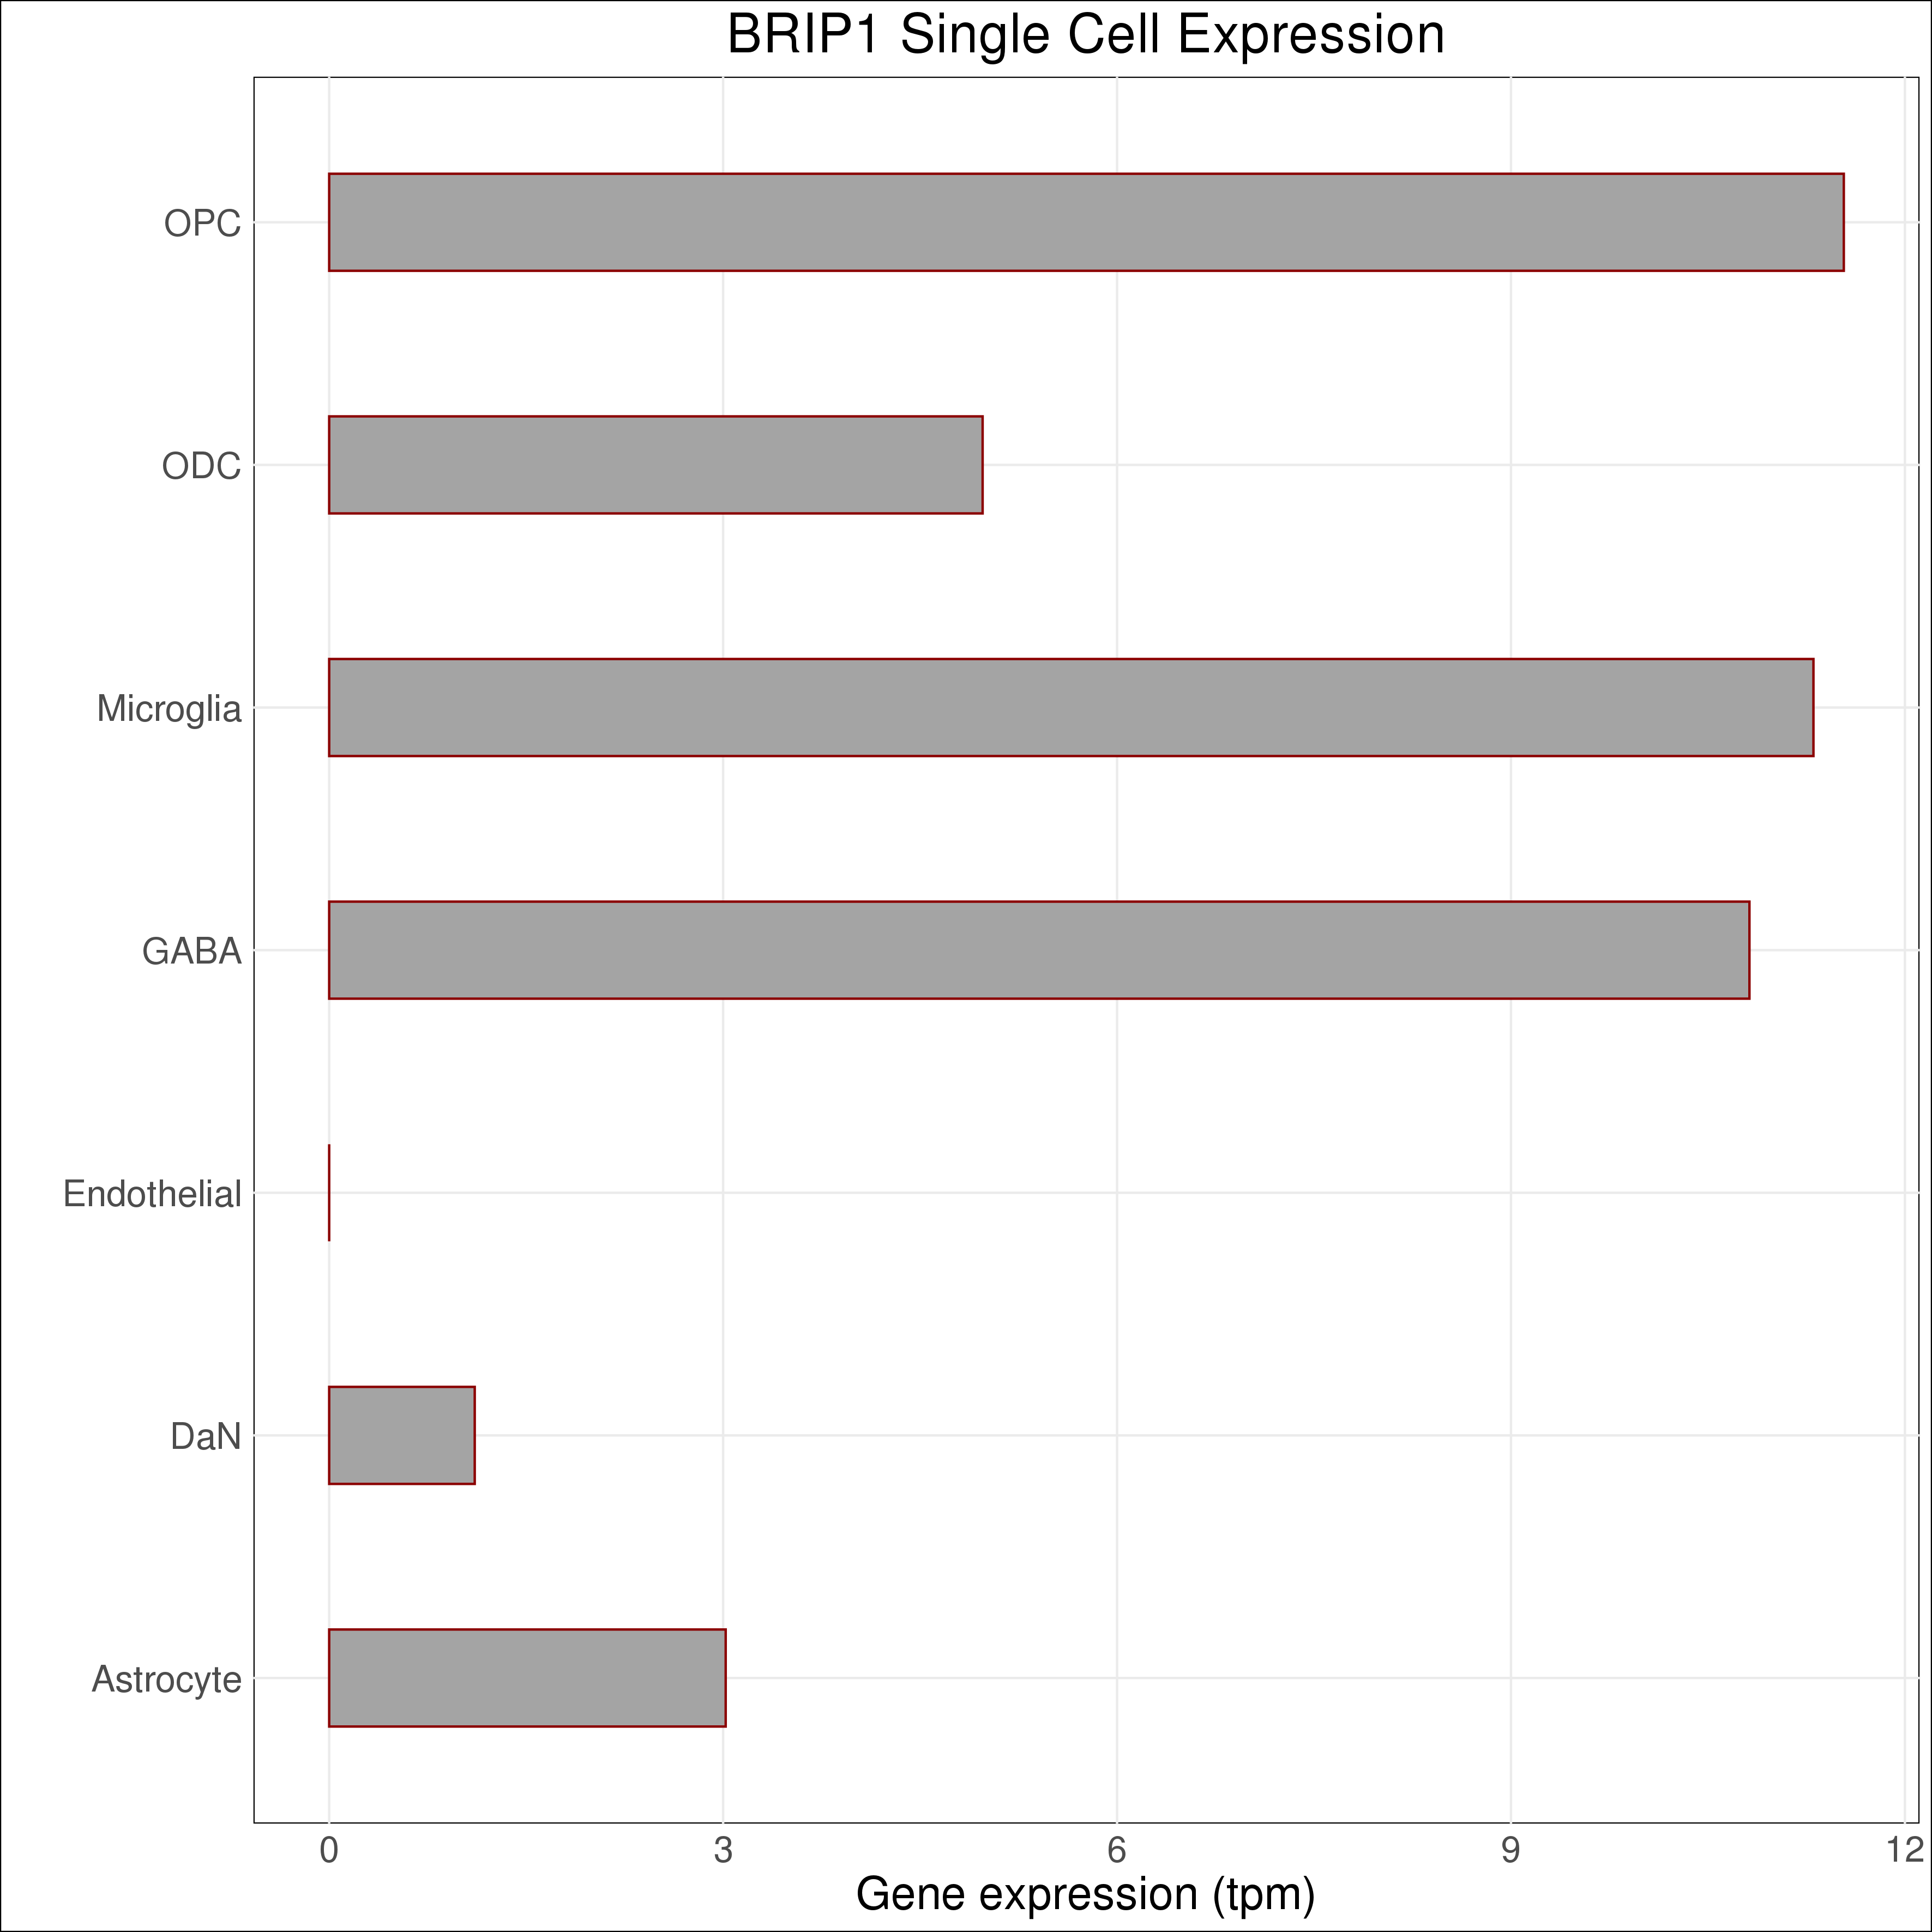 BRIP1 Single Cell Expression
OPC
ODC
Microglia
GABA
Endothelial
DaN
Astrocyte
0 3 6 9 12
Gene expression (tpm)